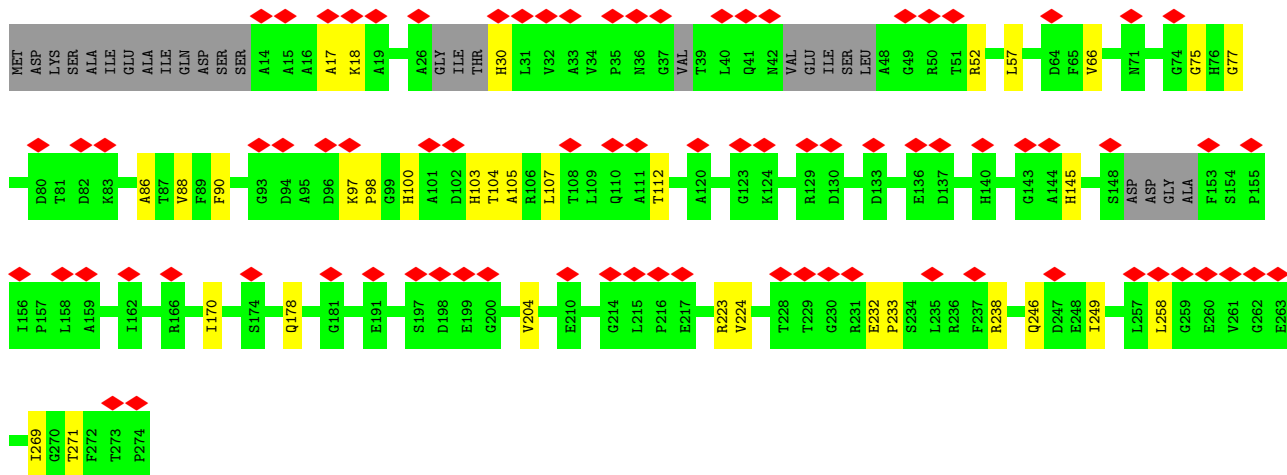 MET ASP LYS SER ALA ILE GLU ALA ILE GLN ASP SER SER A14 A15 A16 A17 K18 A19 A26 GLY ILE THR H30 L31 V32 A33 V34 P35 N36 G37 VAL T39 L40 Q41 N42 VAL GLU ILE SER LEU A48 G49 R50 T51 R52 L57 D64 F65 V66 N71 G74 G75 H76 G77
D80 T81 D82 K83 A86 T87 V88 F89 F90 G93 D94 A95 D96 K97 P98 G99 H100 A101 D102 H103 T104 A105 R106 L107 T108 L109 Q110 A111 T112 A120 G123 K124 R129 D130 D133 E136 D137 H140 G143 A144 H145 S148 ASP ASP GLY ALA F153 S154 P155
I156 P157 L158 A159 I162 R166 I170 S174 Q178 G181 E191 S197 D198 E199 G200 V204 E210 G214 L215 P216 E217 R223 V224 T228 T229 G230 R231 E232 P233 S234 L235 R236 F237 R238 Q246 D247 E248 I249 L257 L258 G259 E260 V261 G262 E263
I269 G270 T271 F272 T273 P274